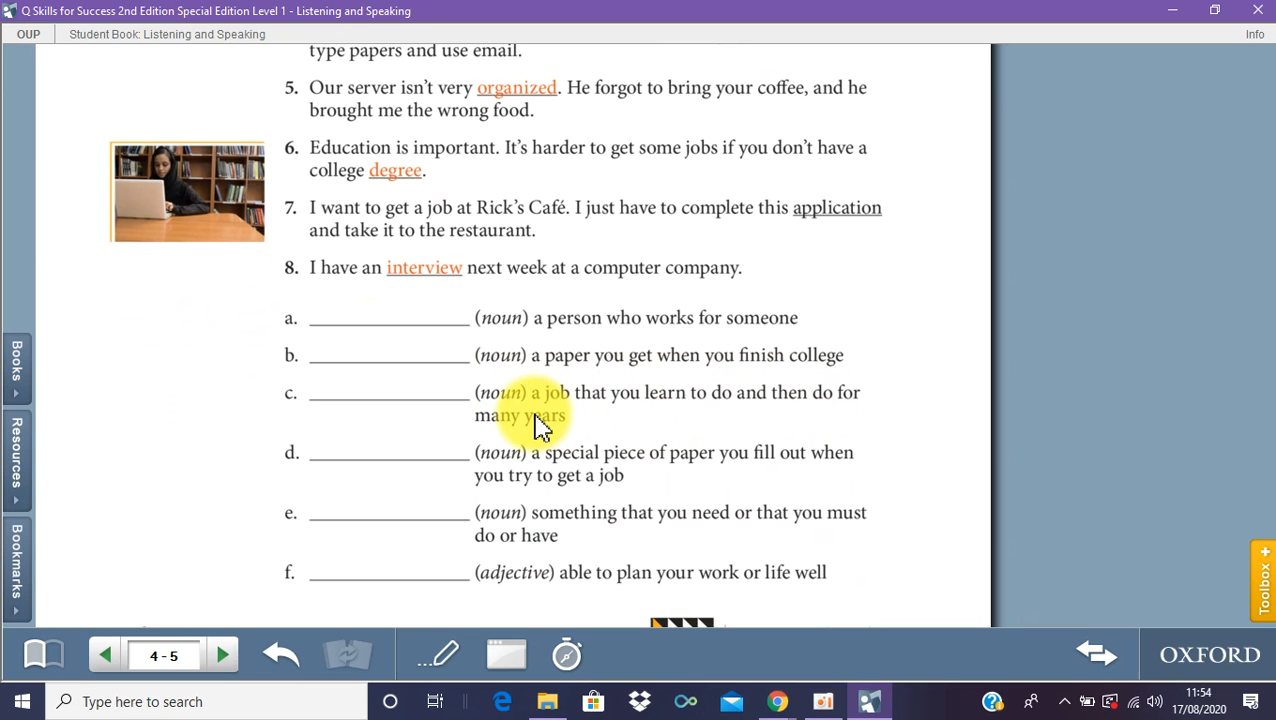 Q Skills for Success 2nd Edition Special Edition Level 1 - Listening and Speaking
OUP Student Book: Listening and Speaking Info
type papers and use email.
5. Our server isn't very organized. He forgot to bring your coffee, and he
brought me the wrong food.
6. Education is important. It's harder to get some jobs if you don't have a
college degree.
7. I want to get a job at Rick's Café. I just have to complete this application
and take it to the restaurant.
8. I have an interview next week at a computer company.
a. (noun) a person who works for someone
b. (noun) a paper you get when you finish college
c. (noun) a job that you learn to do and then do for
many years
d. (noun) a special piece of paper you fill out when
you try to get a job
e. (noun) something that you need or that you must
do or have
f. (adjective) able to plan your work or life well
Books
Resources
Bookmarks
Toolbox +
4 - 5
OXFORD
Type here to search
11:54
17/08/2020